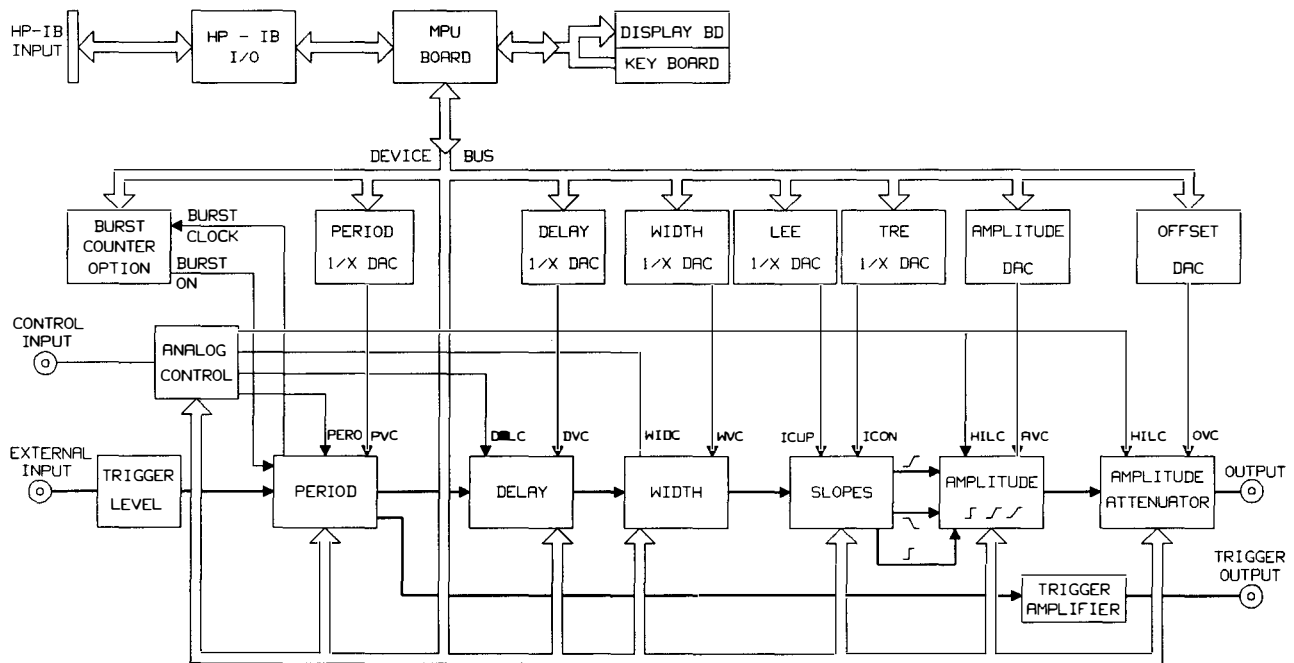 HP-IB
INPUT
HP - IB
I/O
MPU
BOARD
DISPLAY BD
KEY BOARD
DEVICE BUS
BURST
COUNTER
OPTION
BURST
CLOCK
BURST
ON
PERIOD
1/X DAC
DELAY
1/X DAC
WIDTH
1/X DAC
LEE
1/X DAC
TRE
1/X DAC
AMPLITUDE
DAC
OFFSET
DAC
CONTROL
INPUT
ANALOG
CONTROL
PERO
PVC
DVC
WIDC
WVC
ICUP
ICON
HILC
AVC
HILC
OVC
EXTERNAL
INPUT
TRIGGER
LEVEL
PERIOD
DELAY
WIDTH
SLOPES
AMPLITUDE
AMPLITUDE
ATTENUATOR
OUTPUT
TRIGGER
AMPLIFIER
TRIGGER
OUTPUT